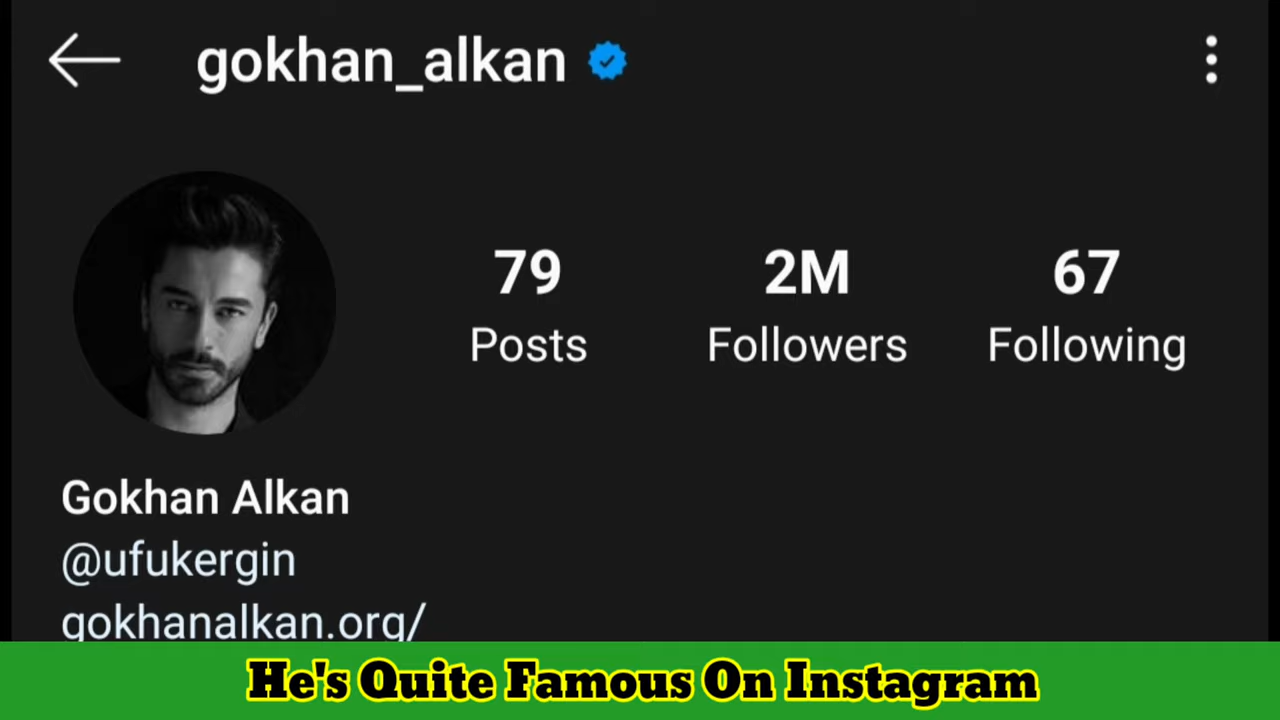 gokhan_alkan
79 2M 67
Posts Followers Following
Gokhan Alkan
@ufukergin
gokhanalkan.org/
He's Quite Famous On Instagram